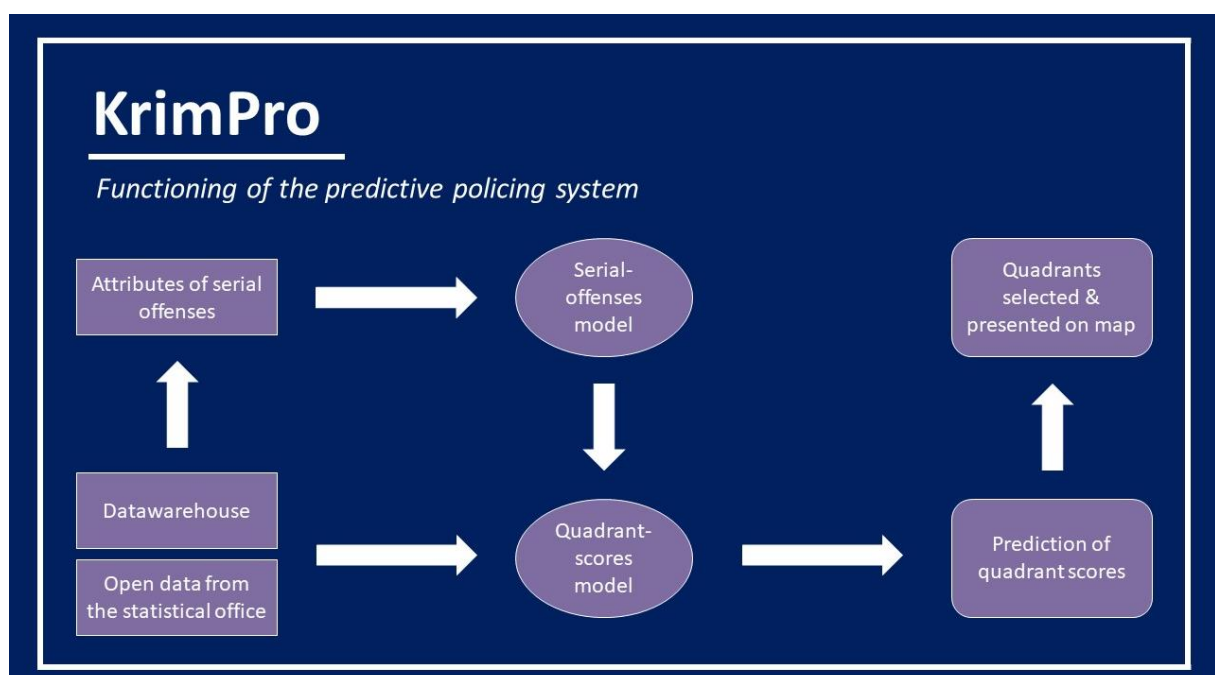 KrimPro
Functioning of the predictive policing system
Attributes of serial
offenses
Serial-
offenses
model
Quadrants
selected &
presented on map
Datawarehouse
Open data from
the statistical office
Quadrant-
scores
model
Prediction of
quadrant scores